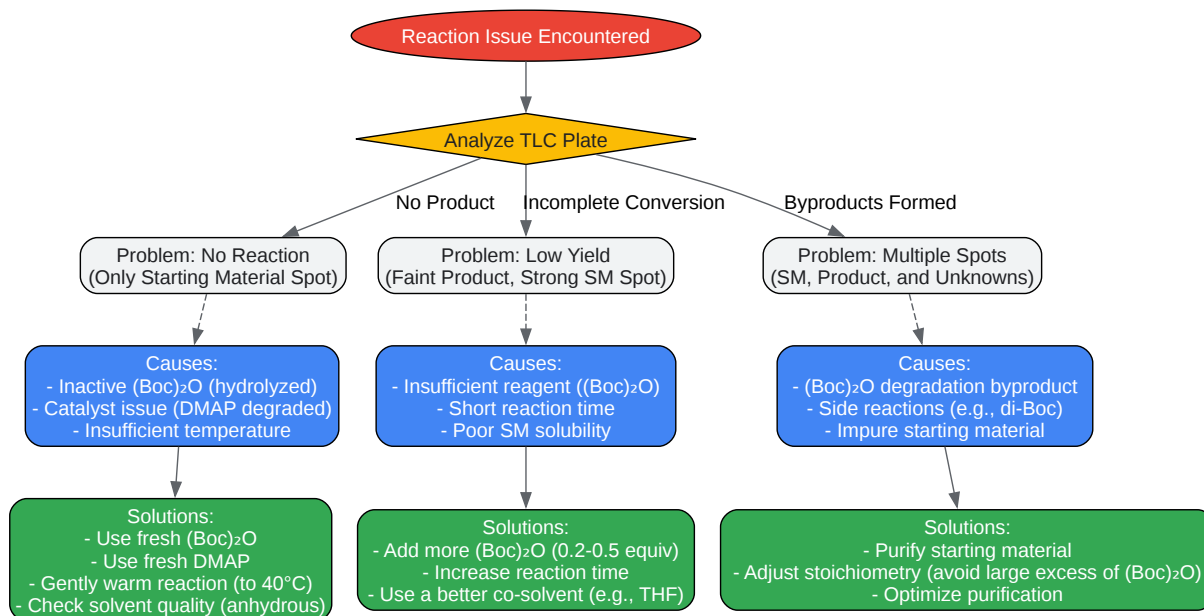 Reaction Issue Encountered
Analyze TLC Plate
No Product
Incomplete Conversion
Byproducts Formed
Problem: No Reaction
(Only Starting Material Spot)
Problem: Low Yield
(Faint Product, Strong SM Spot)
Problem: Multiple Spots
(SM, Product, and Unknowns)
Causes:
- Inactive (Boc)₂O (hydrolyzed)
- Catalyst issue (DMAP degraded)
- Insufficient temperature
Causes:
- Insufficient reagent ((Boc)₂O)
- Short reaction time
- Poor SM solubility
Causes:
- (Boc)₂O degradation byproduct
- Side reactions (e.g., di-Boc)
- Impure starting material
Solutions:
- Use fresh (Boc)₂O
- Use fresh DMAP
- Gently warm reaction (to 40°C)
- Check solvent quality (anhydrous)
Solutions:
- Add more (Boc)₂O (0.2-0.5 equiv)
- Increase reaction time
- Use a better co-solvent (e.g., THF)
Solutions:
- Purify starting material
- Adjust stoichiometry (avoid large excess of (Boc)₂O)
- Optimize purification